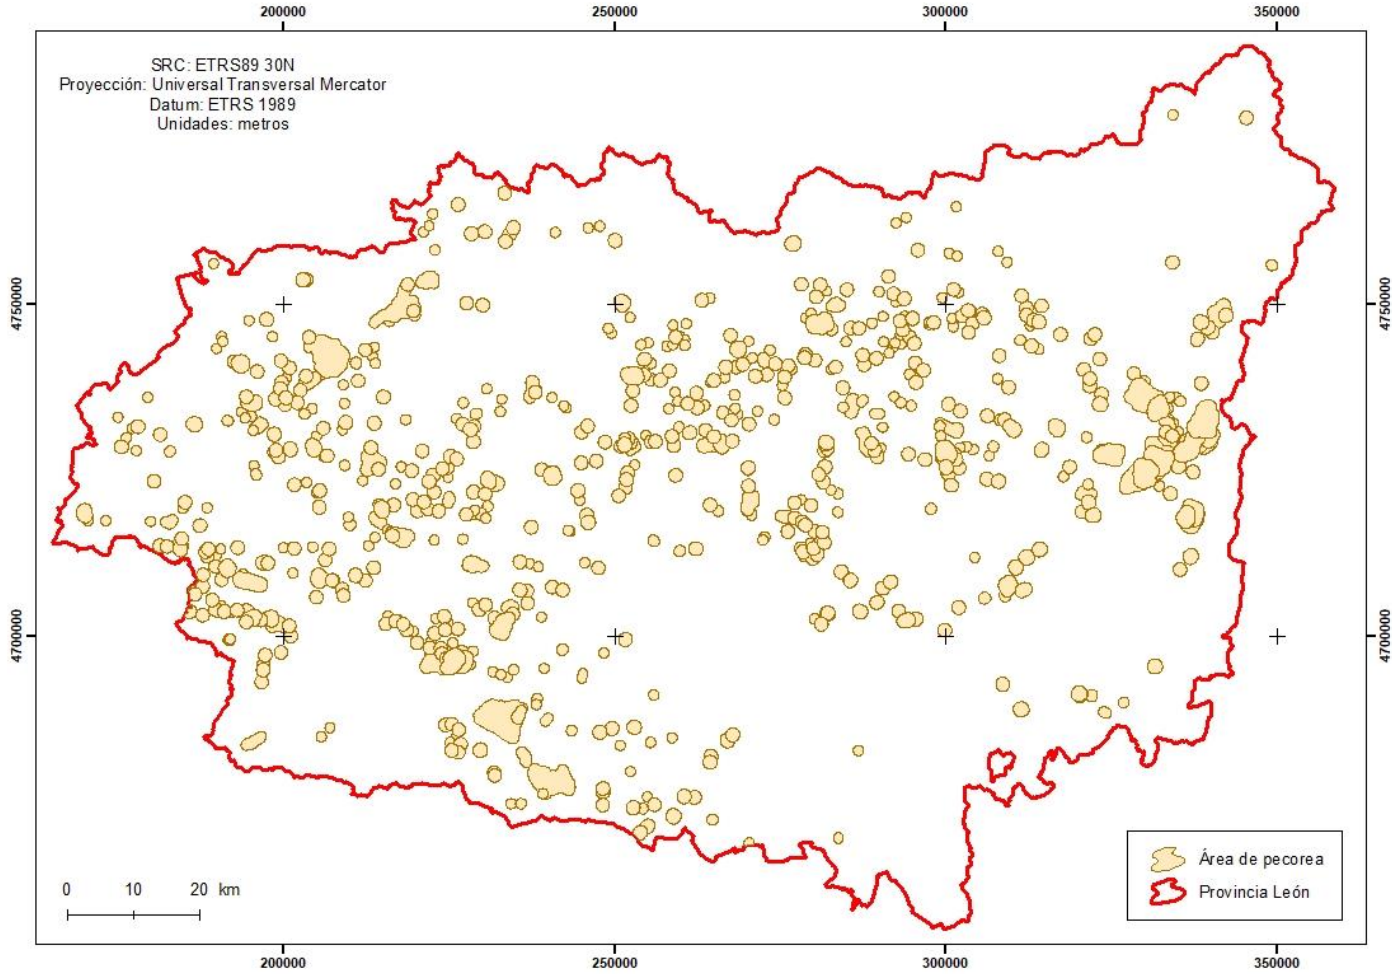 200000 250000 300000 350000
SRC: ETRS89 30N
Proyección: Universal Transversal Mercator
Datum: ETRS 1989
Unidades: metros
4750000 4750000
4700000 4700000
Área de pecorea
Provincia León
0 10 20 km
200000 250000 300000 350000